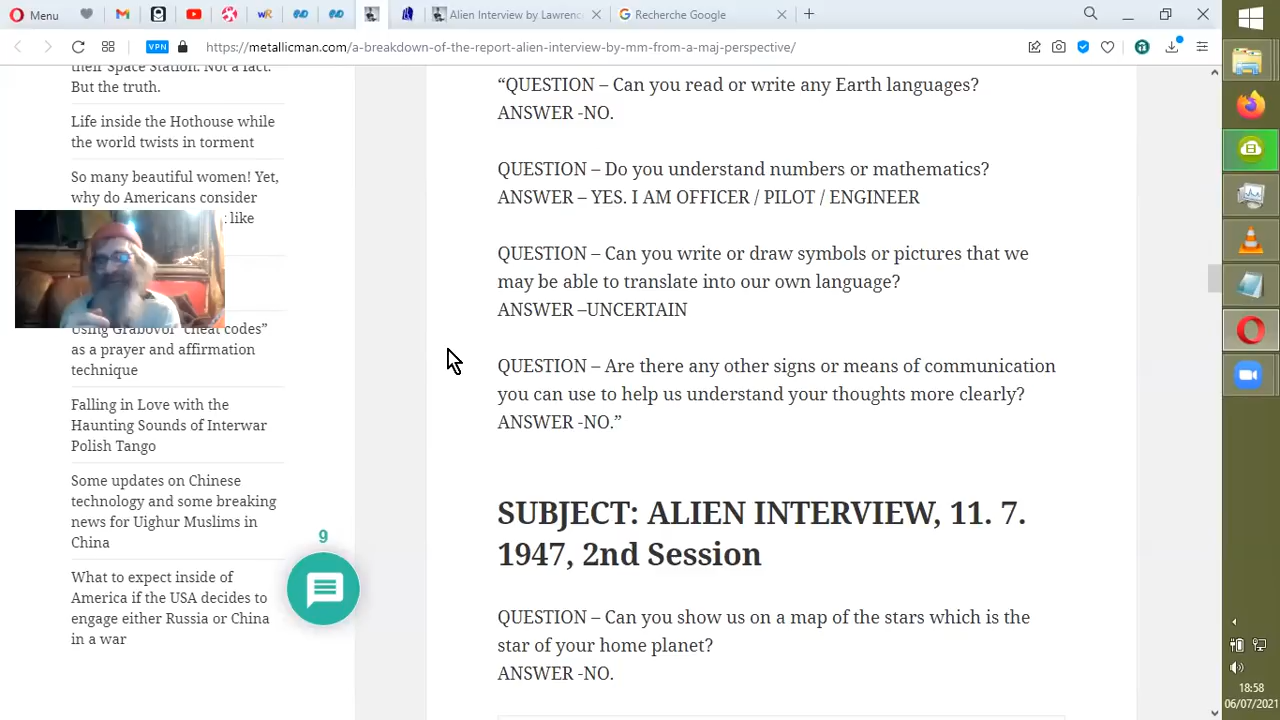 Menu
Alien Interview by Lawrenc
Recherche Google
VPN
https://metallicman.com/a-breakdown-of-the-report-alien-interview-by-mm-from-a-maj-perspective/
their Space Station. Not a fact.
But the truth.
Life inside the Hothouse while
the world twists in torment
So many beautiful women! Yet,
why do Americans consider
like
Using Grabovoi “cheat codes”
as a prayer and affirmation
technique
Falling in Love with the
Haunting Sounds of Interwar
Polish Tango
Some updates on Chinese
technology and some breaking
news for Uighur Muslims in
China
What to expect inside of
America if the USA decides to
engage either Russia or China
in a war
9
“QUESTION – Can you read or write any Earth languages?
ANSWER -NO.
QUESTION – Do you understand numbers or mathematics?
ANSWER – YES. I AM OFFICER / PILOT / ENGINEER
QUESTION – Can you write or draw symbols or pictures that we
may be able to translate into our own language?
ANSWER –UNCERTAIN
QUESTION – Are there any other signs or means of communication
you can use to help us understand your thoughts more clearly?
ANSWER -NO.”
SUBJECT: ALIEN INTERVIEW, 11. 7.
1947, 2nd Session
QUESTION – Can you show us on a map of the stars which is the
star of your home planet?
ANSWER -NO.
18:58
06/07/2021